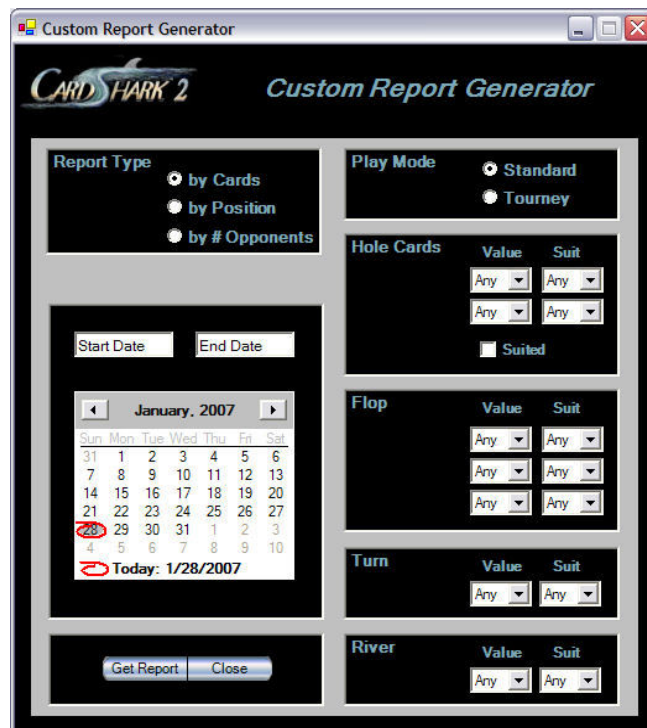 Custom Report Generator
CARD SHARK 2
Custom Report Generator
Report Type
by Cards
by Position
by # Opponents
Start Date End Date
January, 2007
Sun Mon Tue Wed Thu Fri Sat
31 1 2 3 4 5 6
7 8 9 10 11 12 13
14 15 16 17 18 19 20
21 22 23 24 25 26 27
28 29 30 31 1 2 3
4 5 6 7 8 9 10
Today: 1/28/2007
Get Report Close
Play Mode
Standard
Tourney
Hole Cards
Value Suit
Any Any
Any Any
Suited
Flop
Value Suit
Any Any
Any Any
Any Any
Turn
Value Suit
Any Any
River
Value Suit
Any Any